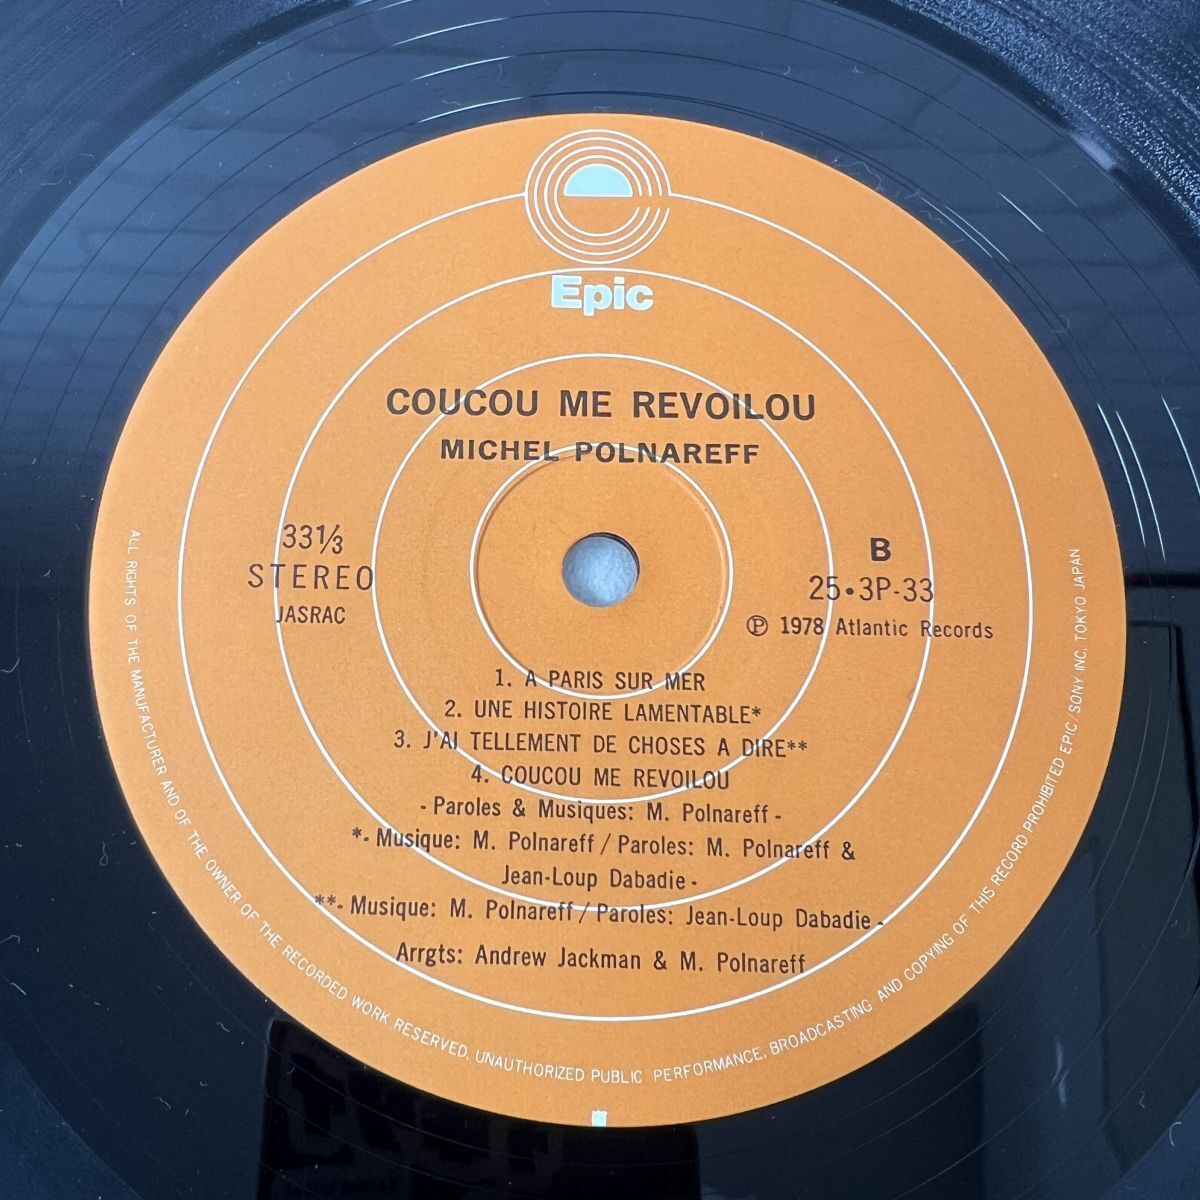 Epic
COUCOU ME REVOILOU
MICHEL POLNAREFF
33⅓
STEREO
JASRAC
B
25•3P-33
Ⓟ 1978 Atlantic Records
1. A PARIS SUR MER
2. UNE HISTOIRE LAMENTABLE*
3. J'AI TELLEMENT DE CHOSES A DIRE**
4. COUCOU ME REVOILOU
- Paroles & Musiques: M. Polnareff -
*- Musique: M. Polnareff / Paroles: M. Polnareff &
Jean-Loup Dabadie -
**- Musique: M. Polnareff / Paroles: Jean-Loup Dabadie -
Arrgts: Andrew Jackman & M. Polnareff
ALL RIGHTS OF THE MANUFACTURER AND OF THE OWNER OF THE RECORDED WORK RESERVED. UNAUTHORIZED PUBLIC PERFORMANCE, BROADCASTING AND COPYING OF THIS RECORD PROHIBITED EPIC/SONY INC. TOKYO JAPAN